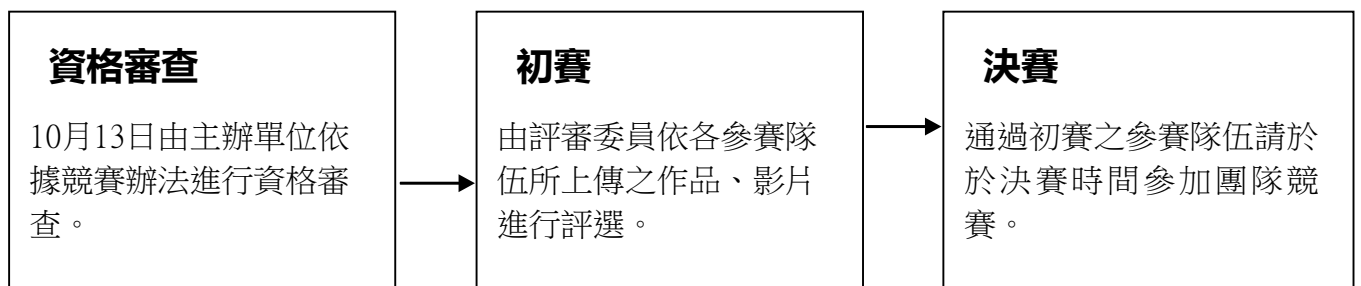 資格審查
10月13日由主辦單位依
據競賽辦法進行資格審
查。
初賽
由評審委員依各參賽隊
伍所上傳之作品、影片
進行評選。
決賽
通過初賽之參賽隊伍請於
於決賽時間參加團隊競
賽。